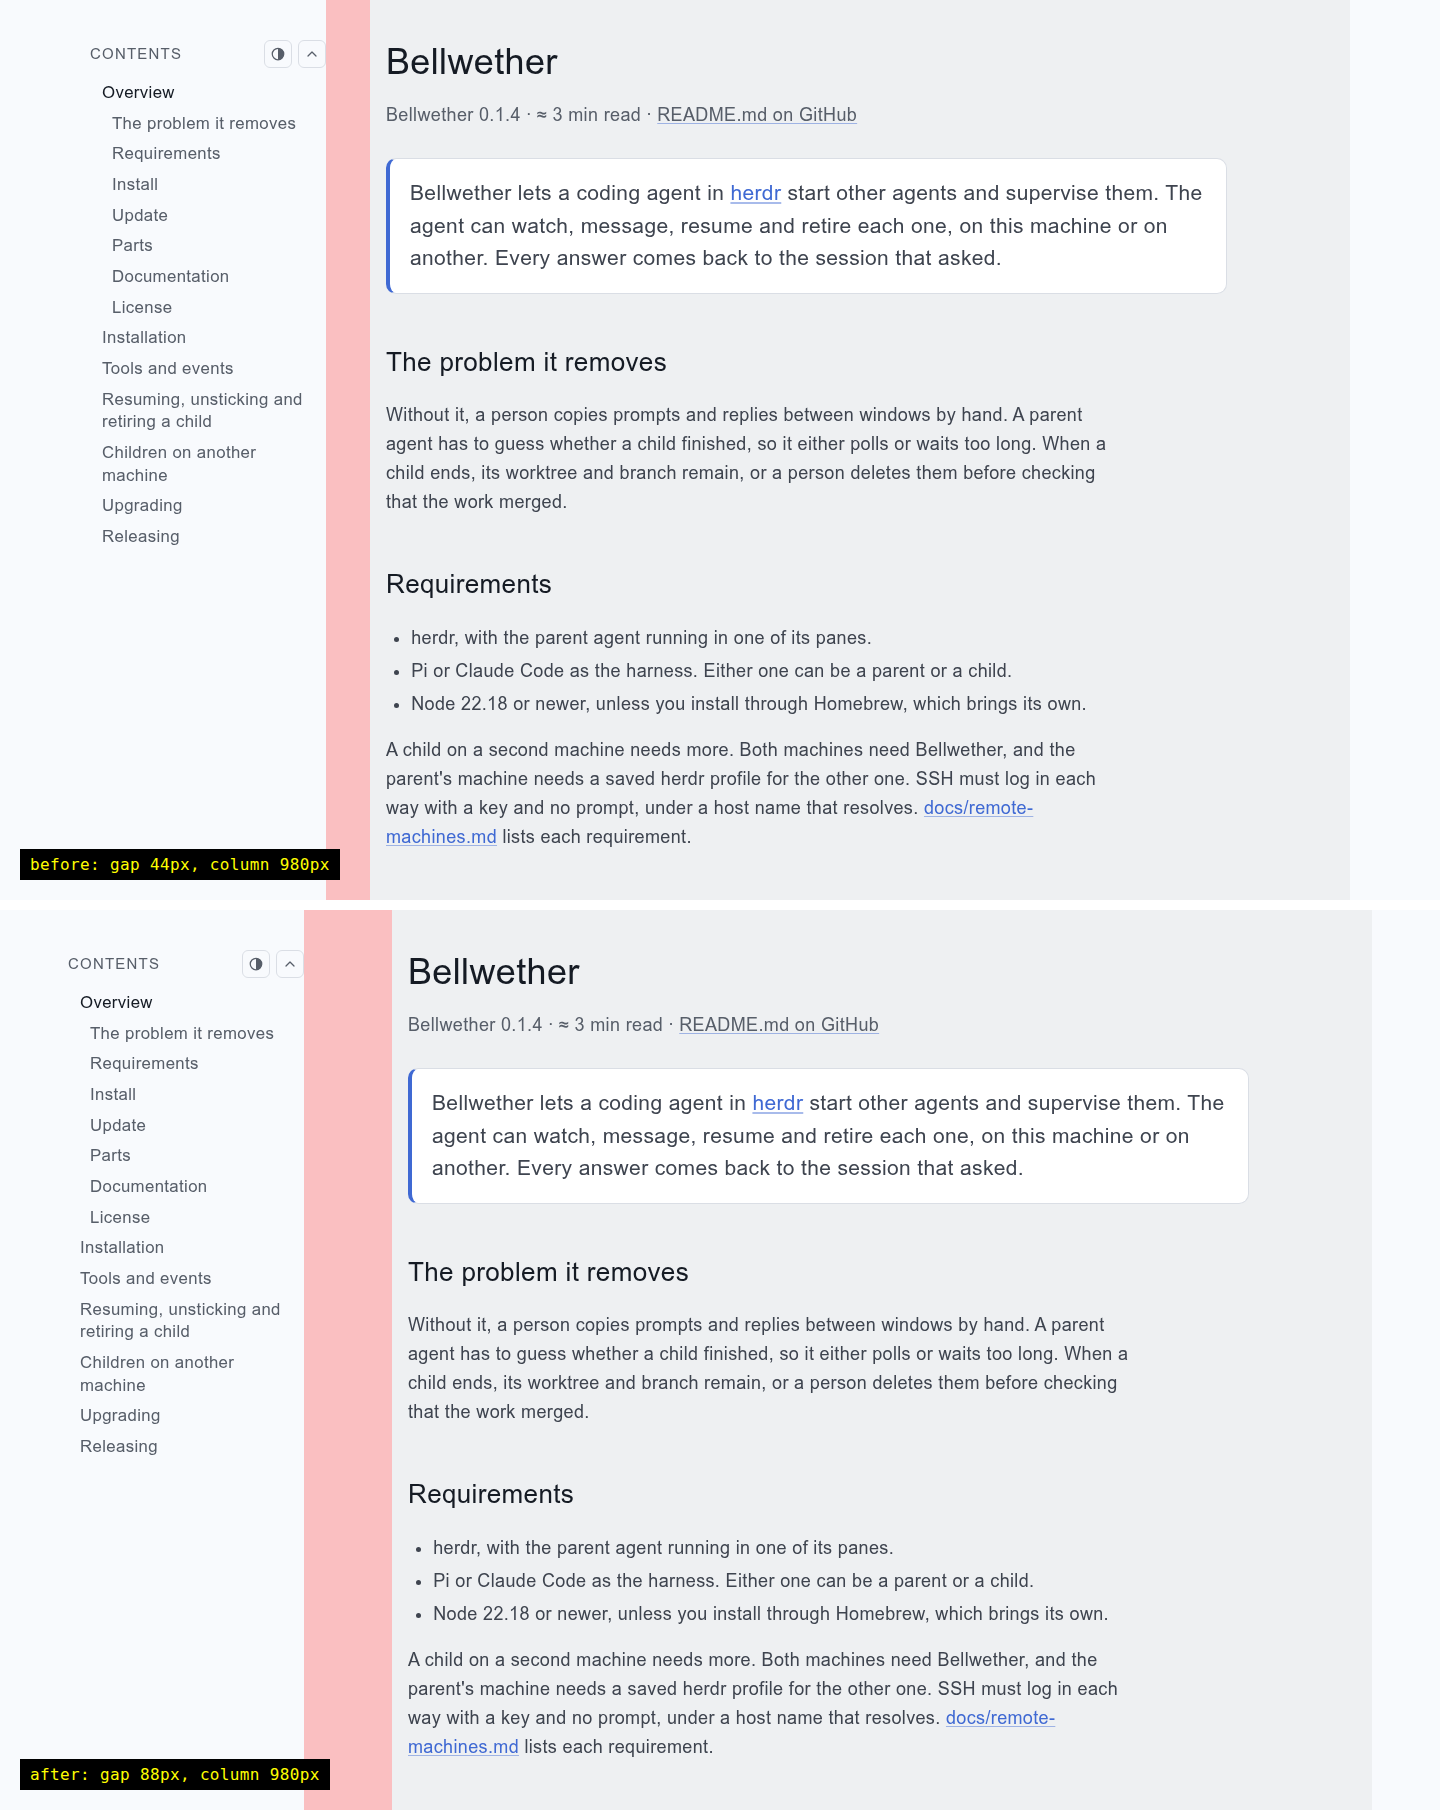 CONTENTS
Overview
The problem it removes
Requirements
Install
Update
Parts
Documentation
License
Installation
Tools and events
Resuming, unsticking and
retiring a child
Children on another
machine
Upgrading
Releasing
Bellwether
Bellwether 0.1.4 · ≈ 3 min read · README.md on GitHub
Bellwether lets a coding agent in herdr start other agents and supervise them. The
agent can watch, message, resume and retire each one, on this machine or on
another. Every answer comes back to the session that asked.
The problem it removes
Without it, a person copies prompts and replies between windows by hand. A parent
agent has to guess whether a child finished, so it either polls or waits too long. When a
child ends, its worktree and branch remain, or a person deletes them before checking
that the work merged.
Requirements
• herdr, with the parent agent running in one of its panes.
• Pi or Claude Code as the harness. Either one can be a parent or a child.
• Node 22.18 or newer, unless you install through Homebrew, which brings its own.
A child on a second machine needs more. Both machines need Bellwether, and the
parent's machine needs a saved herdr profile for the other one. SSH must log in each
way with a key and no prompt, under a host name that resolves. docs/remote-
machines.md lists each requirement.
before: gap 44px, column 980px
CONTENTS
Overview
The problem it removes
Requirements
Install
Update
Parts
Documentation
License
Installation
Tools and events
Resuming, unsticking and
retiring a child
Children on another
machine
Upgrading
Releasing
Bellwether
Bellwether 0.1.4 · ≈ 3 min read · README.md on GitHub
Bellwether lets a coding agent in herdr start other agents and supervise them. The
agent can watch, message, resume and retire each one, on this machine or on
another. Every answer comes back to the session that asked.
The problem it removes
Without it, a person copies prompts and replies between windows by hand. A parent
agent has to guess whether a child finished, so it either polls or waits too long. When a
child ends, its worktree and branch remain, or a person deletes them before checking
that the work merged.
Requirements
• herdr, with the parent agent running in one of its panes.
• Pi or Claude Code as the harness. Either one can be a parent or a child.
• Node 22.18 or newer, unless you install through Homebrew, which brings its own.
A child on a second machine needs more. Both machines need Bellwether, and the
parent's machine needs a saved herdr profile for the other one. SSH must log in each
way with a key and no prompt, under a host name that resolves. docs/remote-
machines.md lists each requirement.
after: gap 88px, column 980px